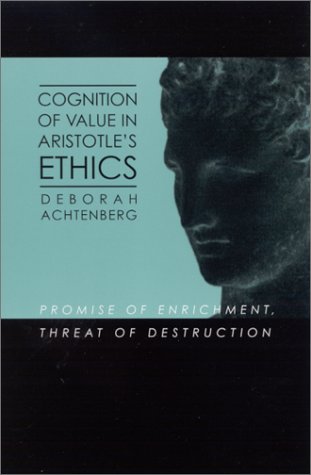 COGNITION
OF VALUE IN
ARISTOTLE'S
ETHICS
DEBORAH
ACHTENBERG
PROMISE OF ENRICHMENT,
THREAT OF DESTRUCTION